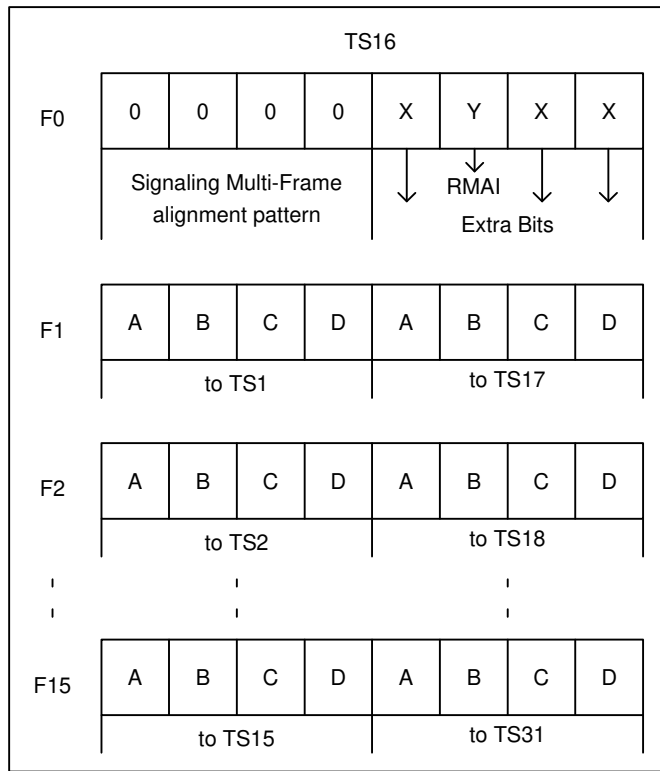 TS16
F0 0 0 0 0 X Y X X
Signaling Multi-Frame
alignment pattern
RMAI
Extra Bits
F1 A B C D A B C D
to TS1 to TS17
F2 A B C D A B C D
to TS2 to TS18
F15 A B C D A B C D
to TS15 to TS31